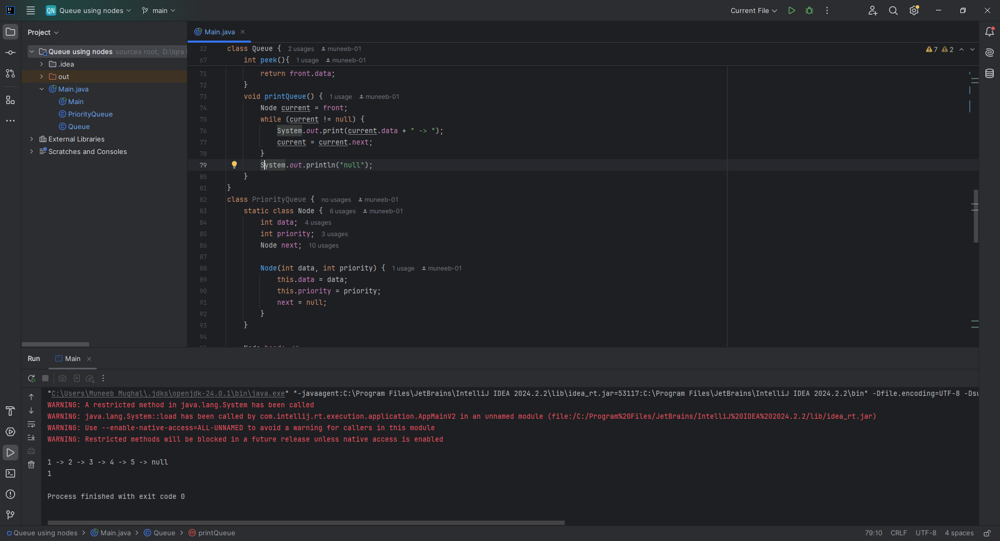 QN Queue using nodes main Current File
Project
Main.java
Queue using nodes sources root, D:\Iqra
.idea
out
Main.java
Main
PriorityQueue
Queue
External Libraries
Scratches and Consoles
7 2
32 class Queue { 2 usages muneeb-01
67 int peek(){ 1 usage muneeb-01
71 return front.data;
72 }
73 void printQueue() { 1 usage muneeb-01
74 Node current = front;
75 while (current != null) {
76 System.out.print(current.data + " -> ");
77 current = current.next;
78 }
79 System.out.println("null");
80 }
81 }
82 class PriorityQueue { no usages muneeb-01
83 static class Node { 6 usages muneeb-01
84 int data; 4 usages
85 int priority; 3 usages
86 Node next; 10 usages
87
88 Node(int data, int priority) { 1 usage muneeb-01
89 this.data = data;
90 this.priority = priority;
91 next = null;
92 }
93 }
94
Run Main
"C:\Users\Muneeb Mughal\.jdks\openjdk-24.0.1\bin\java.exe" "-javaagent:C:\Program Files\JetBrains\IntelliJ IDEA 2024.2.2\lib\idea_rt.jar=53117:C:\Program Files\JetBrains\IntelliJ IDEA 2024.2.2\bin" -Dfile.encoding=UTF-8 -Dsu
WARNING: A restricted method in java.lang.System has been called
WARNING: java.lang.System::load has been called by com.intellij.rt.execution.application.AppMainV2 in an unnamed module (file:/C:/Program%20Files/JetBrains/IntelliJ%20IDEA%202024.2.2/lib/idea_rt.jar)
WARNING: Use --enable-native-access=ALL-UNNAMED to avoid a warning for callers in this module
WARNING: Restricted methods will be blocked in a future release unless native access is enabled
1 -> 2 -> 3 -> 4 -> 5 -> null
1
Process finished with exit code 0
Queue using nodes > Main.java > Queue > printQueue 79:10 CRLF UTF-8 4 spaces